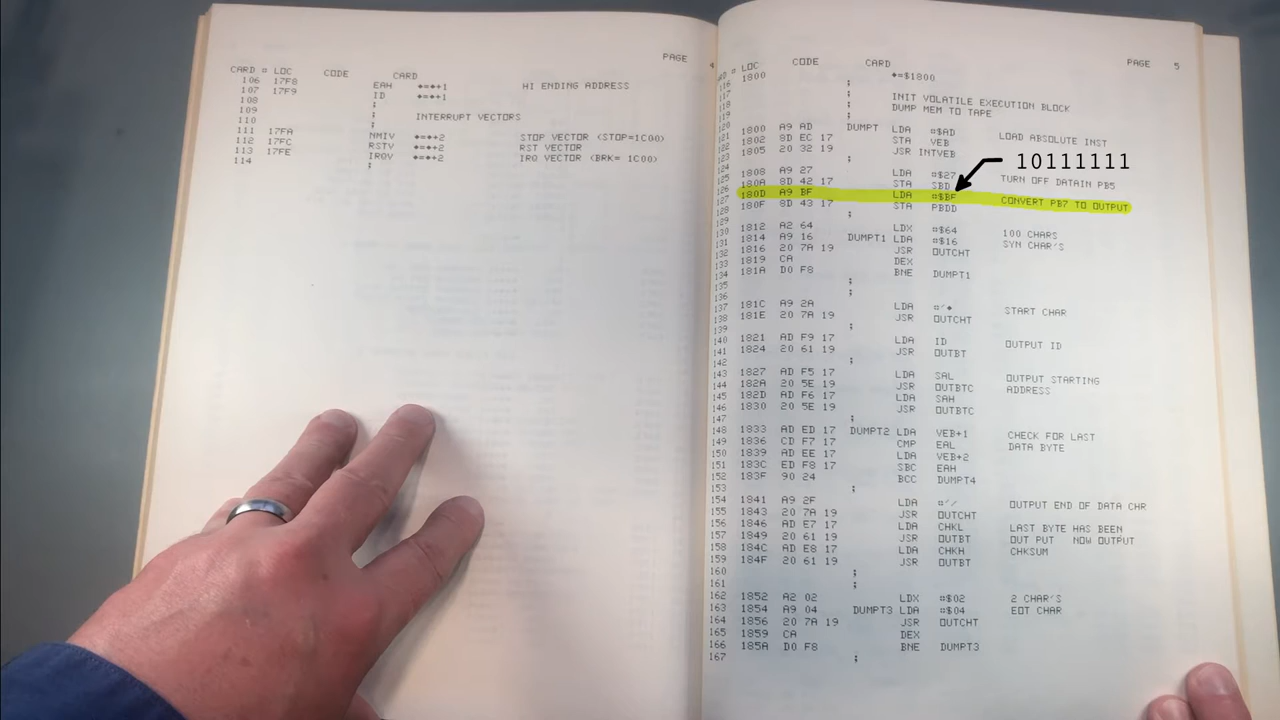 PAGE 4
CARD # LOC CODE CARD
106 17F8 EAH *=*+1 HI ENDING ADDRESS
107 17F9 ID *=*+1
108 ;
109 ; INTERRUPT VECTORS
110 ;
111 17FA NMIV *=*+2 STOP VECTOR (STOP=1C00)
112 17FC RSTV *=*+2 RST VECTOR
113 17FE IRQV *=*+2 IRQ VECTOR (BRK= 1C00)
114 ;
PAGE 5
CARD # LOC CODE CARD
116 1800 *=$1800
117 ;
118 ; INIT VOLATILE EXECUTION BLOCK
; DUMP MEM TO TAPE
119 ;
120 1800 A9 AD DUMPT LDA #$AD LOAD ABSOLUTE INST
121 1802 8D EC 17 STA VEB
122 1805 20 32 19 JSR INTVEB
123 ;
10111111
124 1808 A9 27 LDA #$27 TURN OFF DATAIN PB5
125 180A 8D 42 17 STA SBD
126 180D A9 BF LDA #$BF CONVERT PB7 TO OUTPUT
127 180F 8D 43 17 STA PBDD
128 ;
130 1812 A2 64 LDX #$64 100 CHARS
131 1814 A9 16 DUMPT1 LDA #$16 SYN CHAR'S
132 1816 20 7A 19 JSR OUTCHT
133 1819 CA DEX
134 181A D0 F8 BNE DUMPT1
135 ;
136 ;
137 181C A9 2A LDA #'* START CHAR
138 181E 20 7A 19 JSR OUTCHT
139 ;
140 1821 AD F9 17 LDA ID OUTPUT ID
141 1824 20 61 19 JSR OUTBT
142 ;
143 1827 AD F5 17 LDA SAL OUTPUT STARTING
144 182A 20 5E 19 JSR OUTBTC ADDRESS
145 182D AD F6 17 LDA SAH
146 1830 20 5E 19 JSR OUTBTC
147 ;
148 1833 AD ED 17 DUMPT2 LDA VEB+1 CHECK FOR LAST
149 1836 CD F7 17 CMP EAL DATA BYTE
150 1839 AD EE 17 LDA VEB+2
151 183C ED F8 17 SBC EAH
152 183F 90 24 BCC DUMPT4
153 ;
154 1841 A9 2F LDA #'/ OUTPUT END OF DATA CHR
155 1843 20 7A 19 JSR OUTCHT
156 1846 AD E7 17 LDA CHKL LAST BYTE HAS BEEN
157 1849 20 61 19 JSR OUTBT OUT PUT NOW OUTPUT
158 184C AD E8 17 LDA CHKH CHKSUM
159 184F 20 61 19 JSR OUTBT
160 ;
161 ;
162 1852 A2 02 LDX #$02 2 CHAR'S
163 1854 A9 04 DUMPT3 LDA #$04 EOT CHAR
164 1856 20 7A 19 JSR OUTCHT
165 1859 CA DEX
166 185A D0 F8 BNE DUMPT3
167 ;